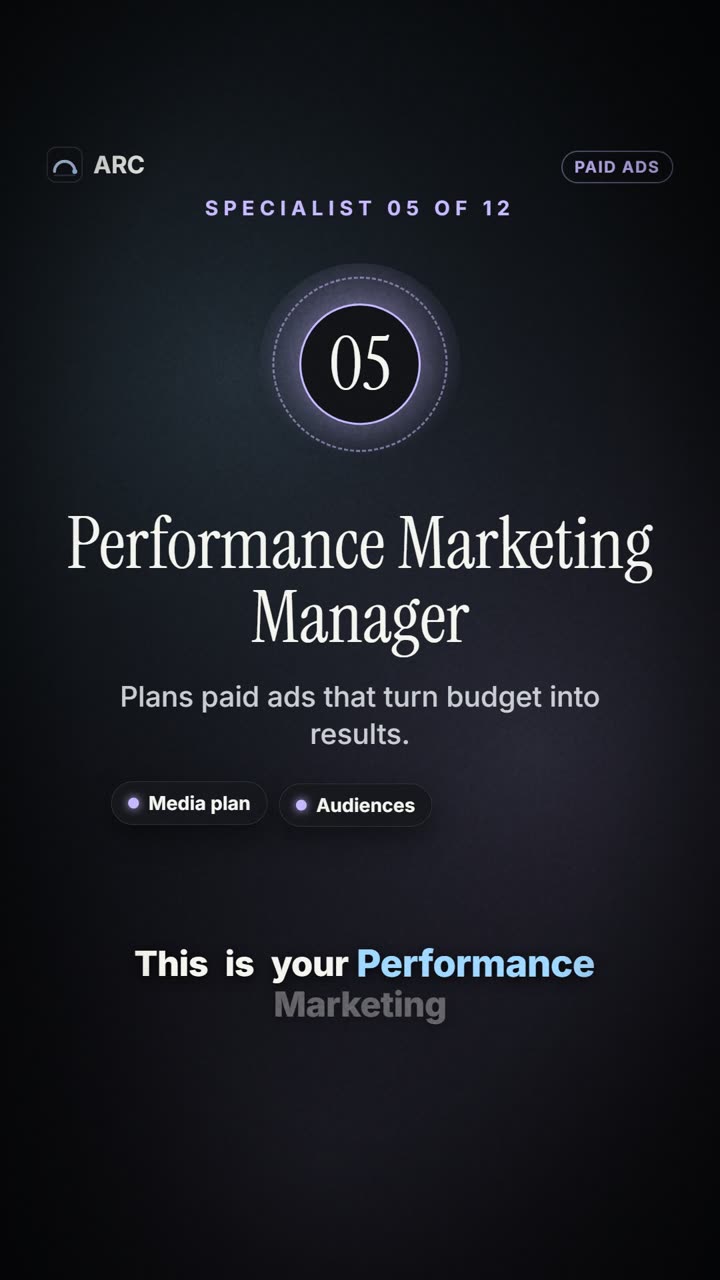 ARC
PAID ADS
SPECIALIST 05 OF 12
05
Performance Marketing
Manager
Plans paid ads that turn budget into
results.
Media plan
Audiences
This is your Performance
Marketing